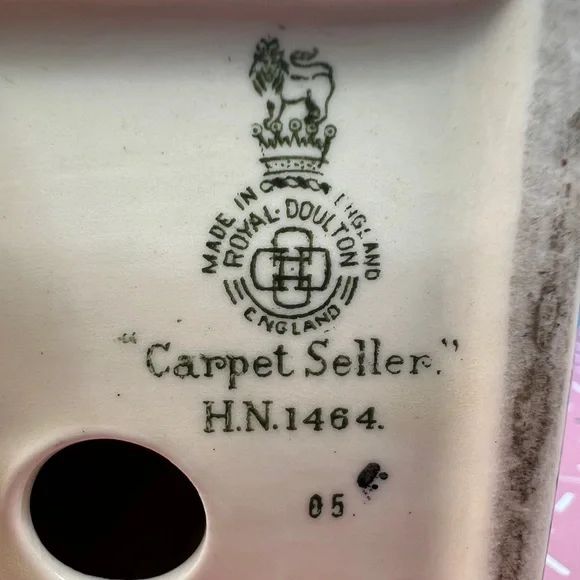 MADE IN ENGLAND
ROYAL·DOULTON
ENGLAND
"Carpet Seller."
H.N.1464.
05